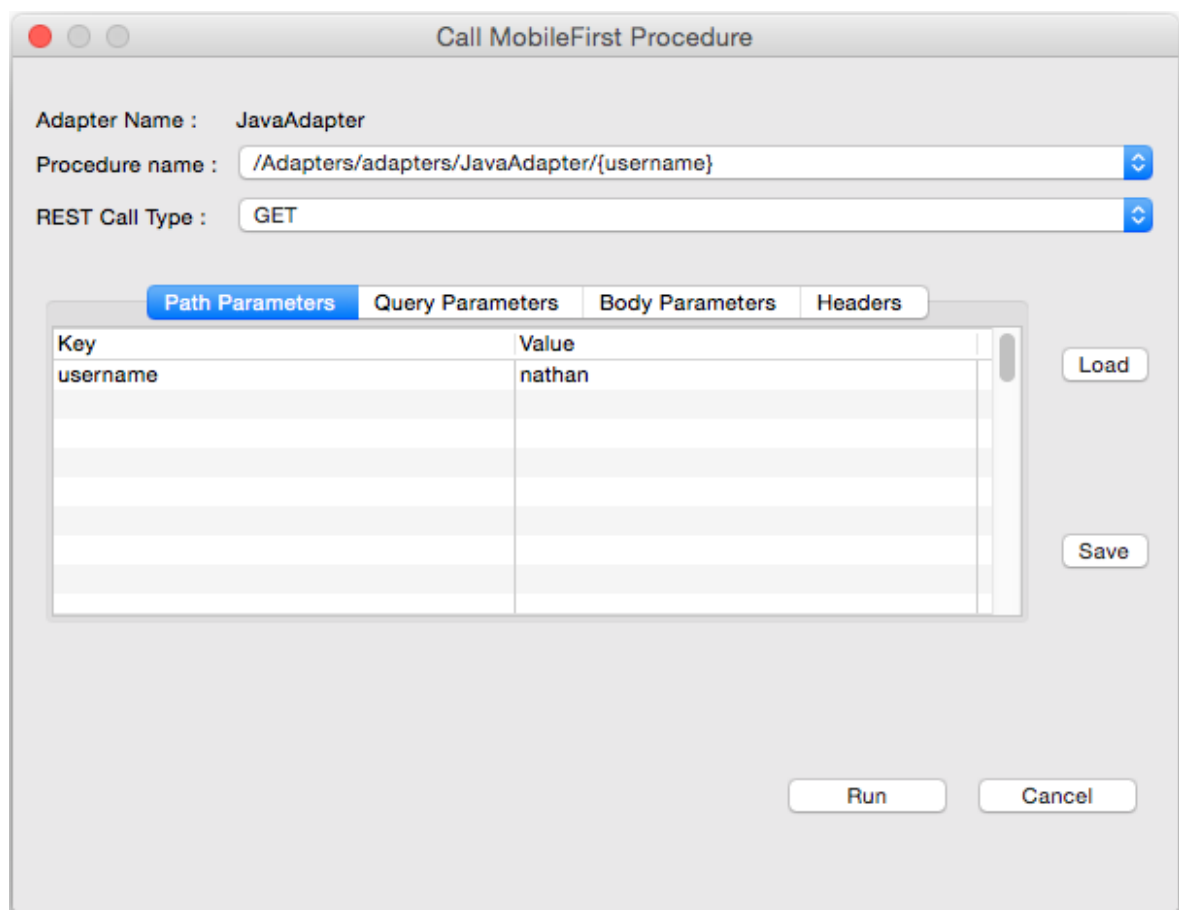 Call MobileFirst Procedure
Adapter Name : JavaAdapter
Procedure name : /Adapters/adapters/JavaAdapter/{username}
REST Call Type : GET
Path Parameters Query Parameters Body Parameters Headers
Key Value
username nathan
Load
Save
Run Cancel